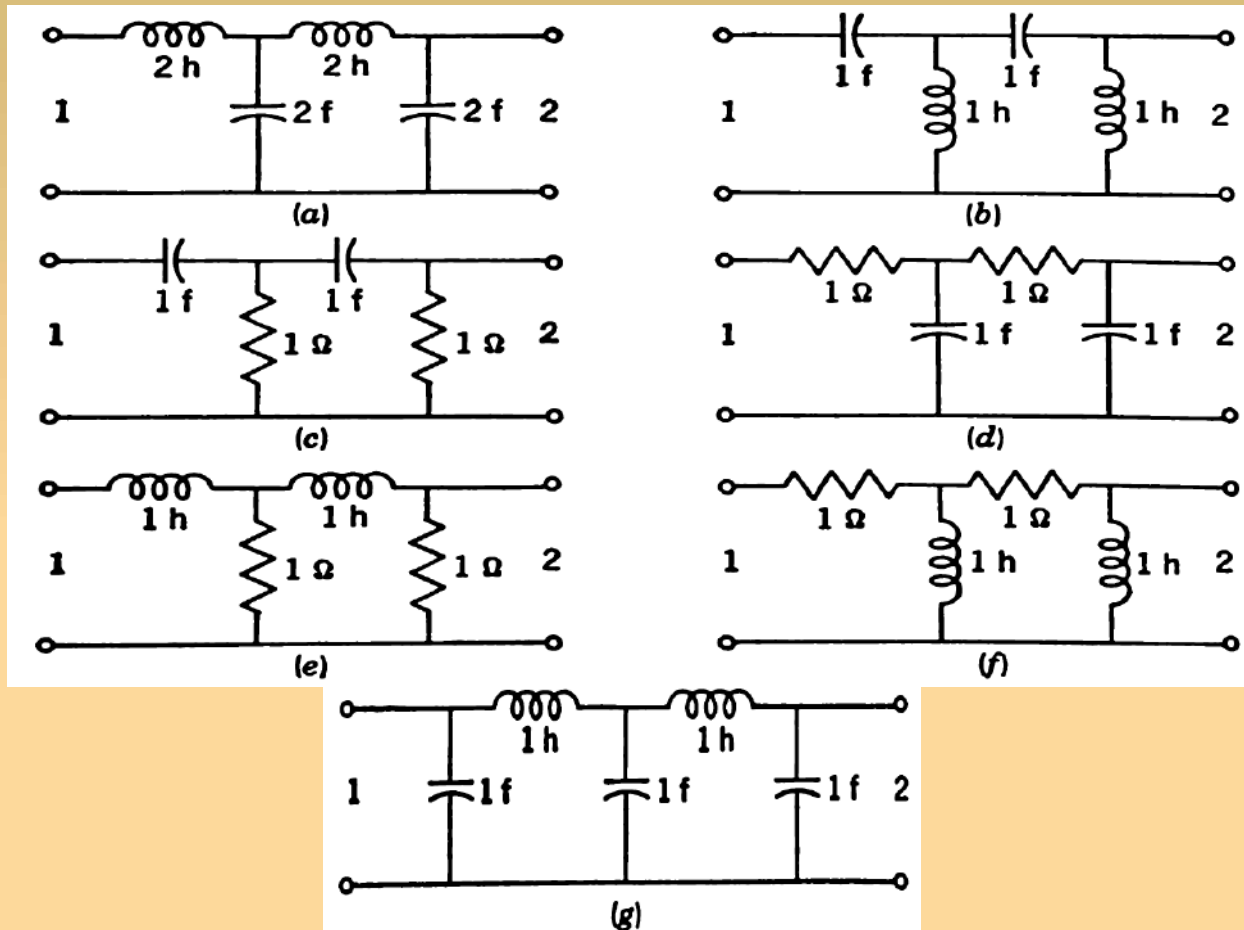 2 h 2 h
1 2 f 2 f 2
(a)
1 f 1 f
1 1 h 1 h 2
(b)
1 f 1 f
1 1 Ω 1 Ω 2
(c)
1 Ω 1 Ω
1 1 f 1 f 2
(d)
1 h 1 h
1 1 Ω 1 Ω 2
(e)
1 Ω 1 Ω
1 1 h 1 h 2
(f)
1 h 1 h
1 1 f 1 f 1 f 2
(g)